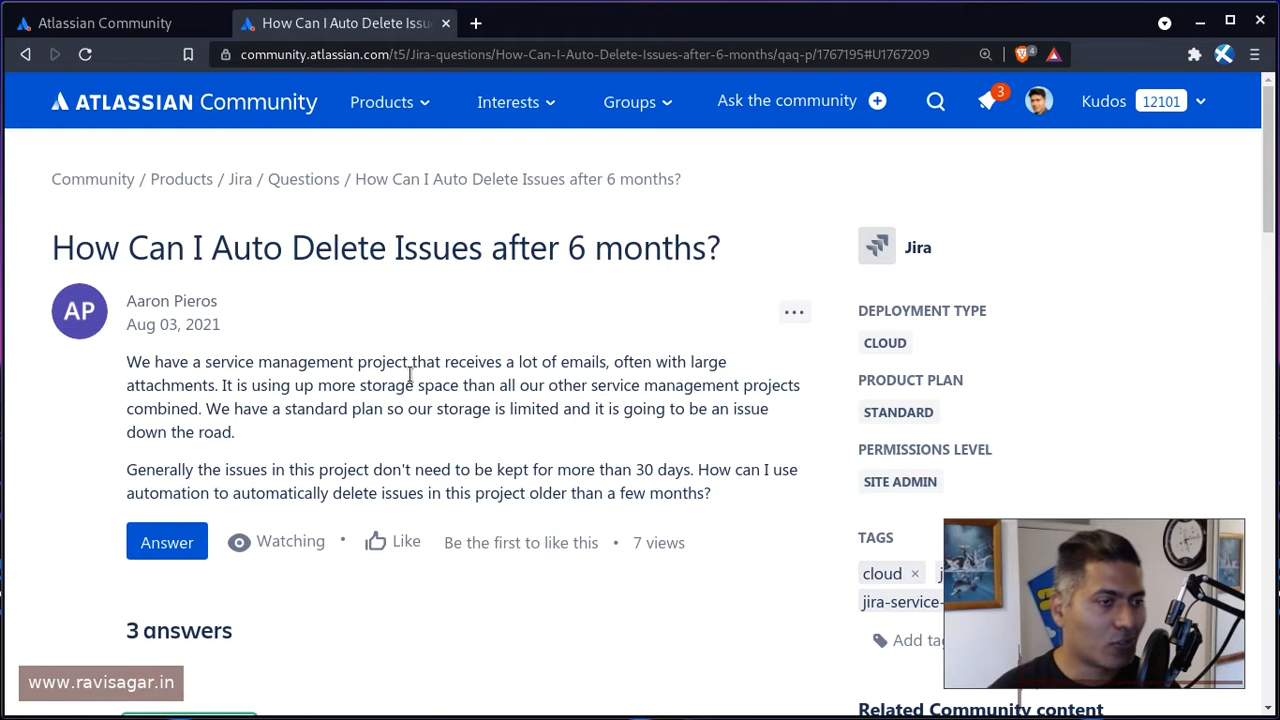 Atlassian Community
How Can I Auto Delete Issu
community.atlassian.com/t5/Jira-questions/How-Can-I-Auto-Delete-Issues-after-6-months/qaq-p/1767195#U1767209
4
ATLASSIAN Community
Products
Interests
Groups
Ask the community
3
Kudos
12101
Community / Products / Jira / Questions / How Can I Auto Delete Issues after 6 months?
How Can I Auto Delete Issues after 6 months?
Jira
AP
Aaron Pieros
Aug 03, 2021
...
We have a service management project that receives a lot of emails, often with large
attachments. It is using up more storage space than all our other service management projects
combined. We have a standard plan so our storage is limited and it is going to be an issue
down the road.
Generally the issues in this project don't need to be kept for more than 30 days. How can I use
automation to automatically delete issues in this project older than a few months?
Answer
Watching
•
Like
Be the first to like this
•
7 views
3 answers
DEPLOYMENT TYPE
CLOUD
PRODUCT PLAN
STANDARD
PERMISSIONS LEVEL
SITE ADMIN
TAGS
cloud ×
jira-service-
Add tag
Related Community content
www.ravisagar.in